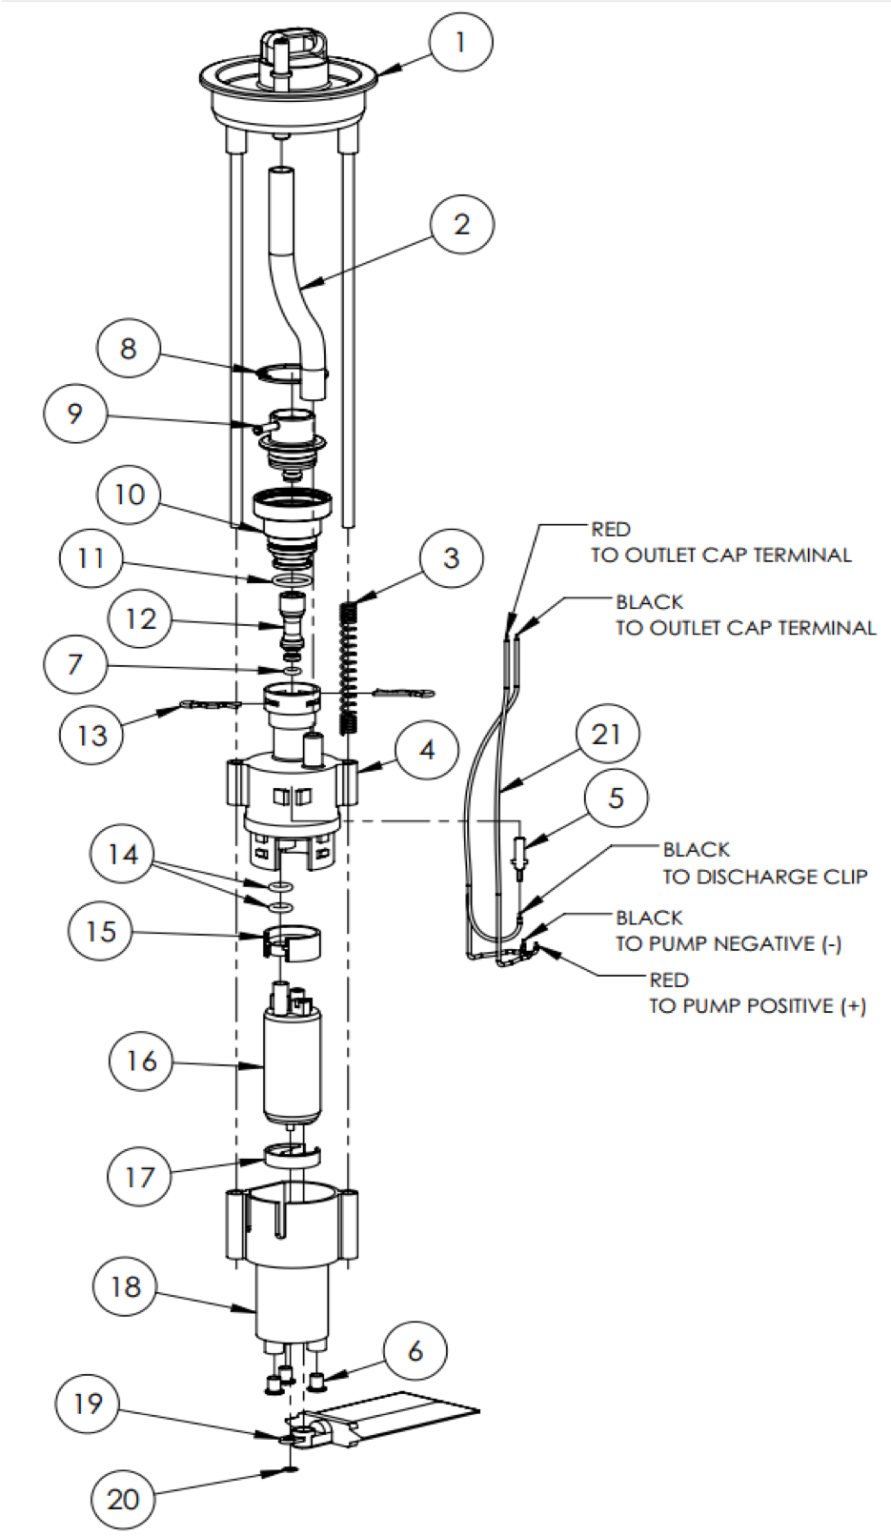 1
2
8
9
10
11
3
RED
TO OUTLET CAP TERMINAL
BLACK
TO OUTLET CAP TERMINAL
12
7
13
4
21
5
14
BLACK
TO DISCHARGE CLIP
15
BLACK
TO PUMP NEGATIVE (-)
RED
TO PUMP POSITIVE (+)
16
17
18
6
19
20